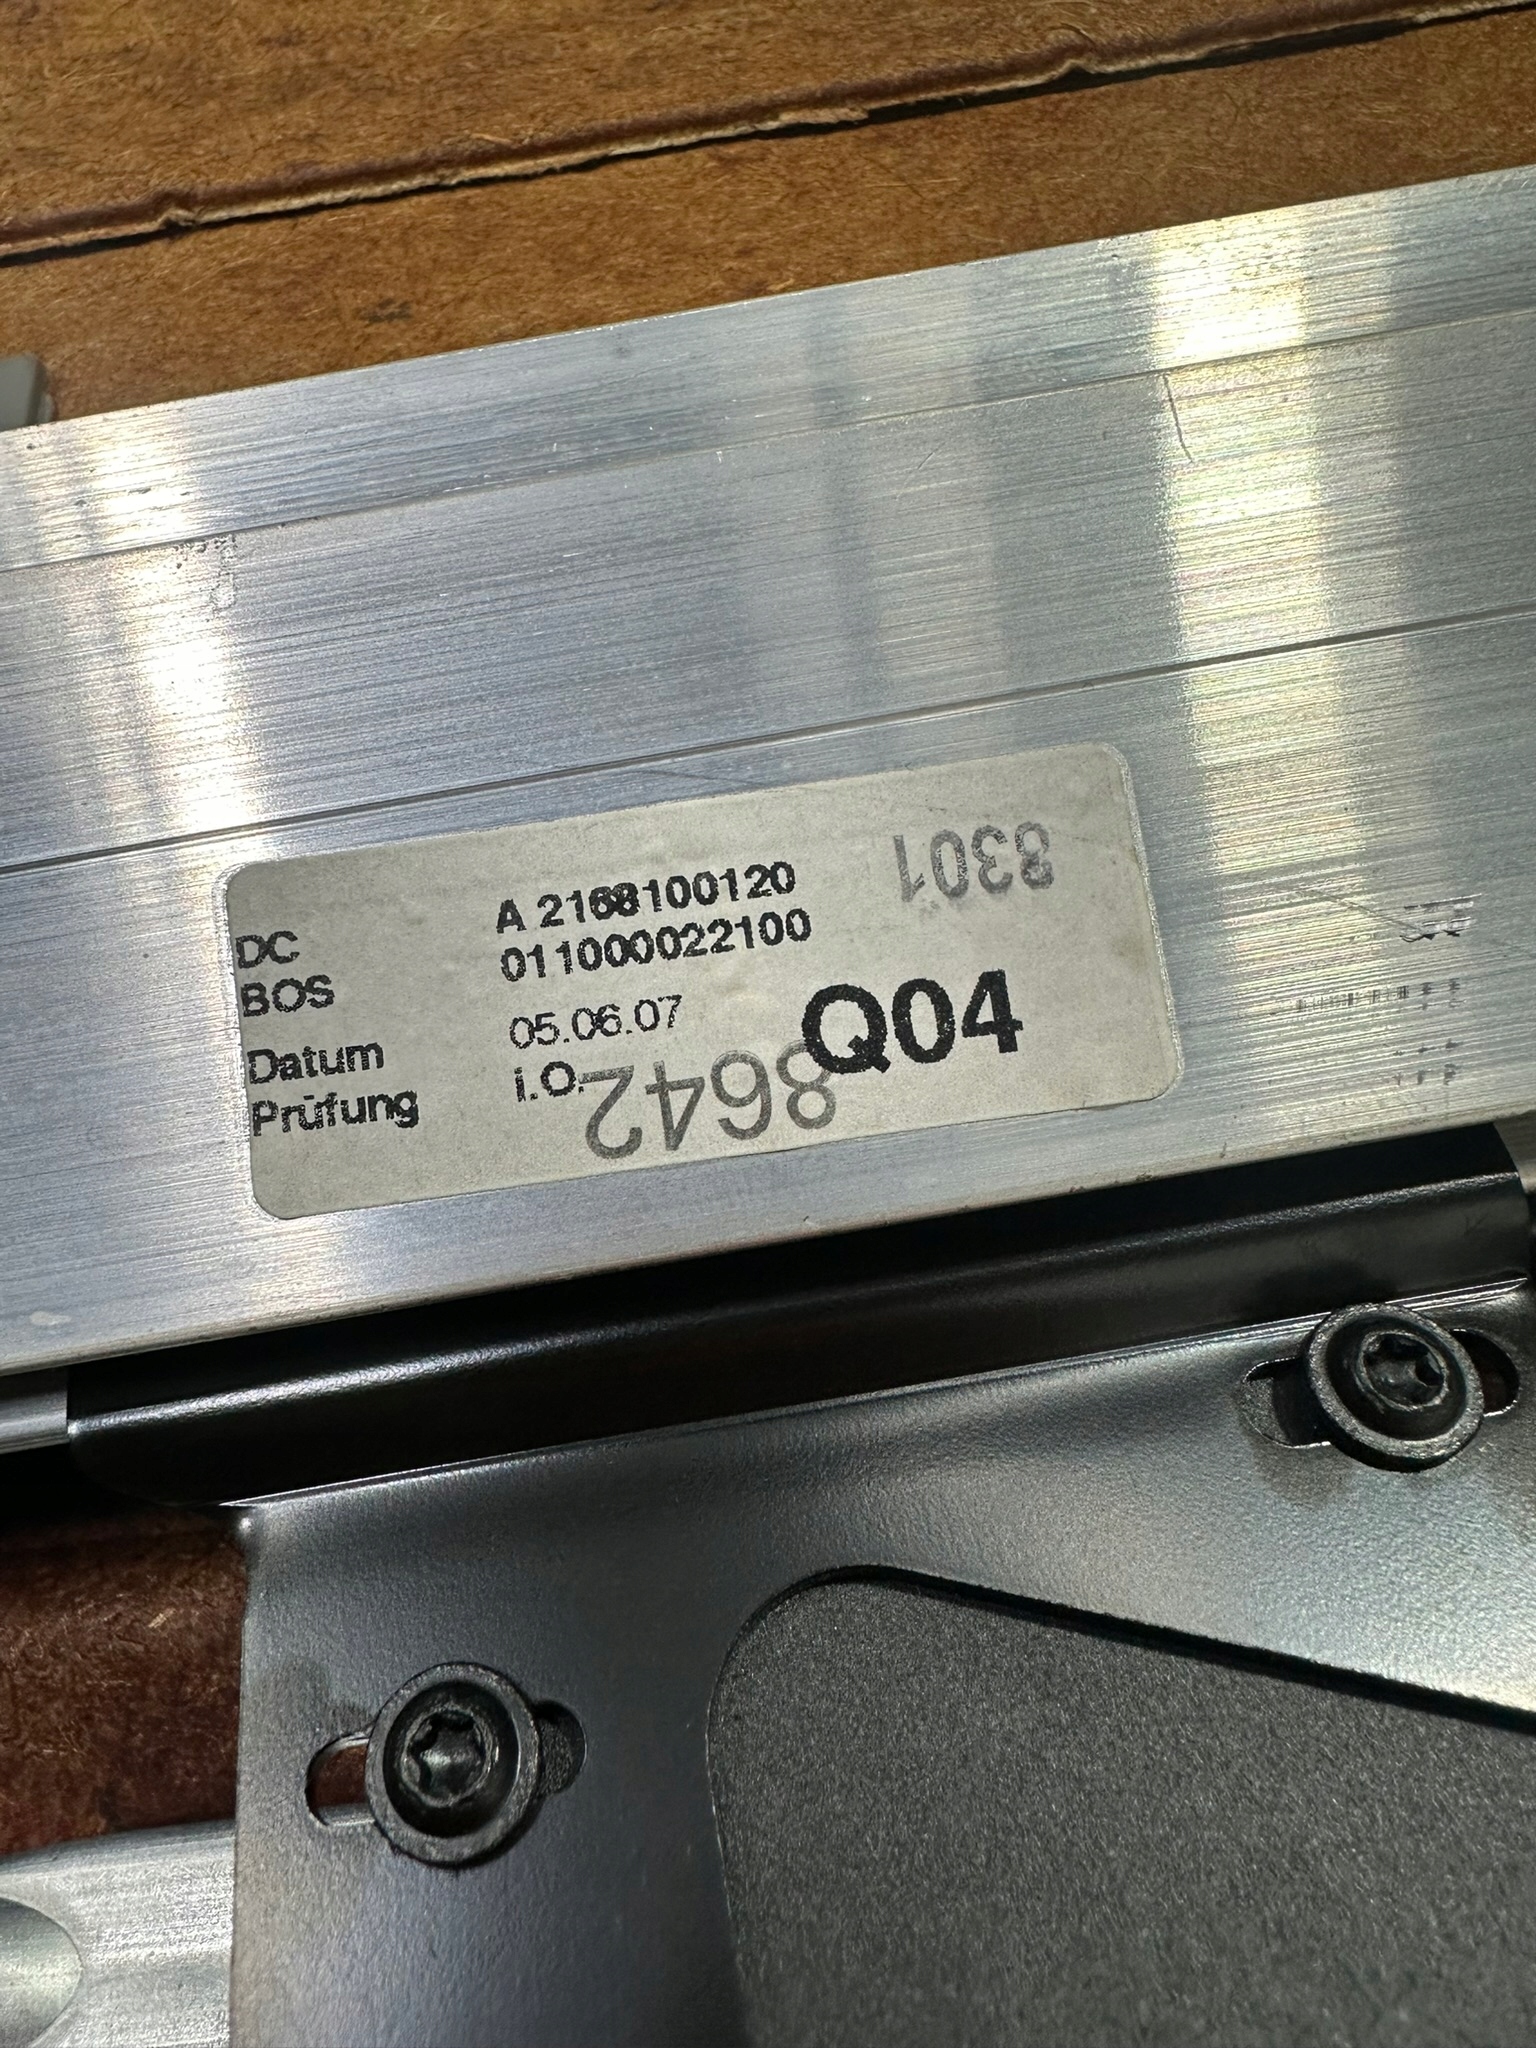 DC A 2168100120
BOS 011000022100
Datum 05.06.07
Prüfung i.O.
Q04
8301
8642